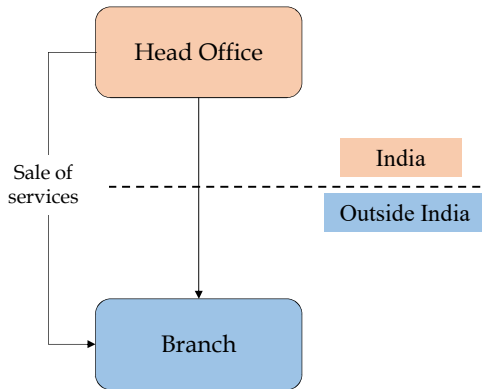 Head Office
India
Sale of
services
Outside India
Branch